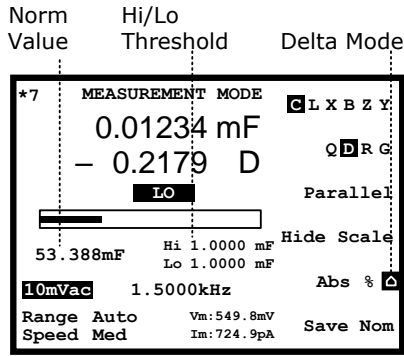 Norm Value
Hi/Lo Threshold
Delta Mode
*7 MEASUREMENT MODE
C L X B Z Y
0.01234 mF
– 0.2179 D
Q D R G
LO
Parallel
Hide Scale
53.388mF
Hi 1.0000 mF
Lo 1.0000 mF
Abs %
10mVac 1.5000kHz
Range Auto Vm:549.8mV
Speed Med Im:724.9pA
Save Nom